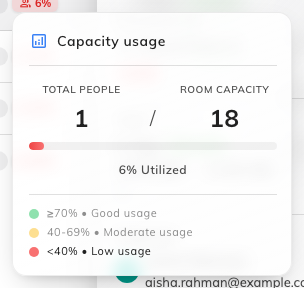 6%
Capacity usage
TOTAL PEOPLE ROOM CAPACITY
1 / 18
6% Utilized
≥70% • Good usage
40-69% • Moderate usage
<40% • Low usage
aisha.rahman@example.c